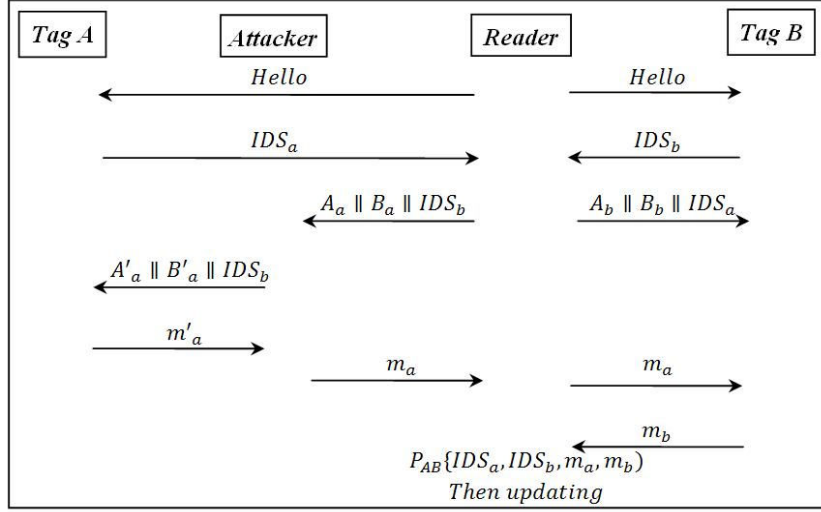 Tag A Attacker Reader Tag B
Hello Hello
IDS_a IDS_b
A_a ∥ B_a ∥ IDS_b A_b ∥ B_b ∥ IDS_a
A'_a ∥ B'_a ∥ IDS_b
m'_a
m_a m_a
m_b
P_AB{IDS_a, IDS_b, m_a, m_b)
Then updating